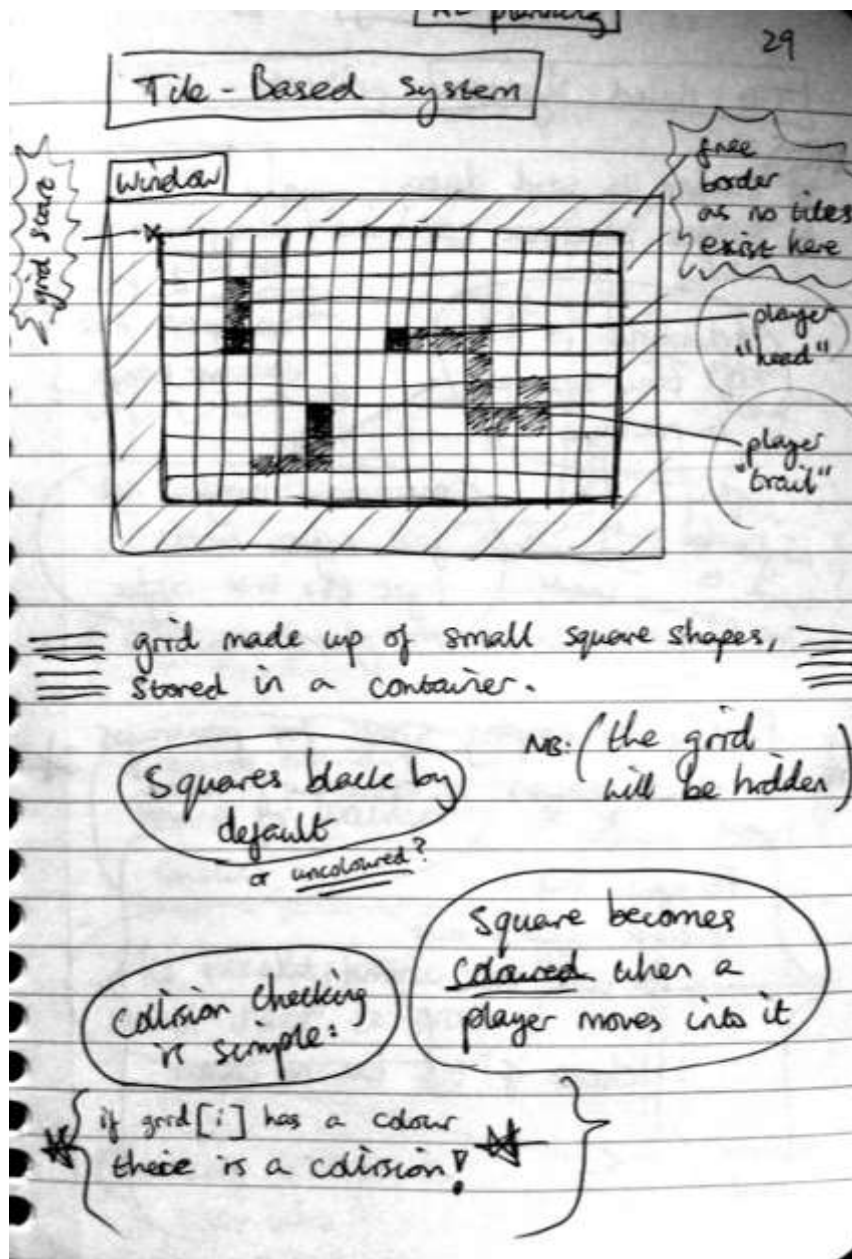 planning
29
Tile-Based system
window
free
border
as no tiles
exist here
grid start
player
"head"
player
"trail"
grid made up of small square shapes,
stored in a container.
NB: (the grid
will be hidden)
Squares black by
default
or uncoloured?
Square becomes
coloured when a
player moves into it
Collision checking
is simple:
if grid[i] has a colour
there is a collision!